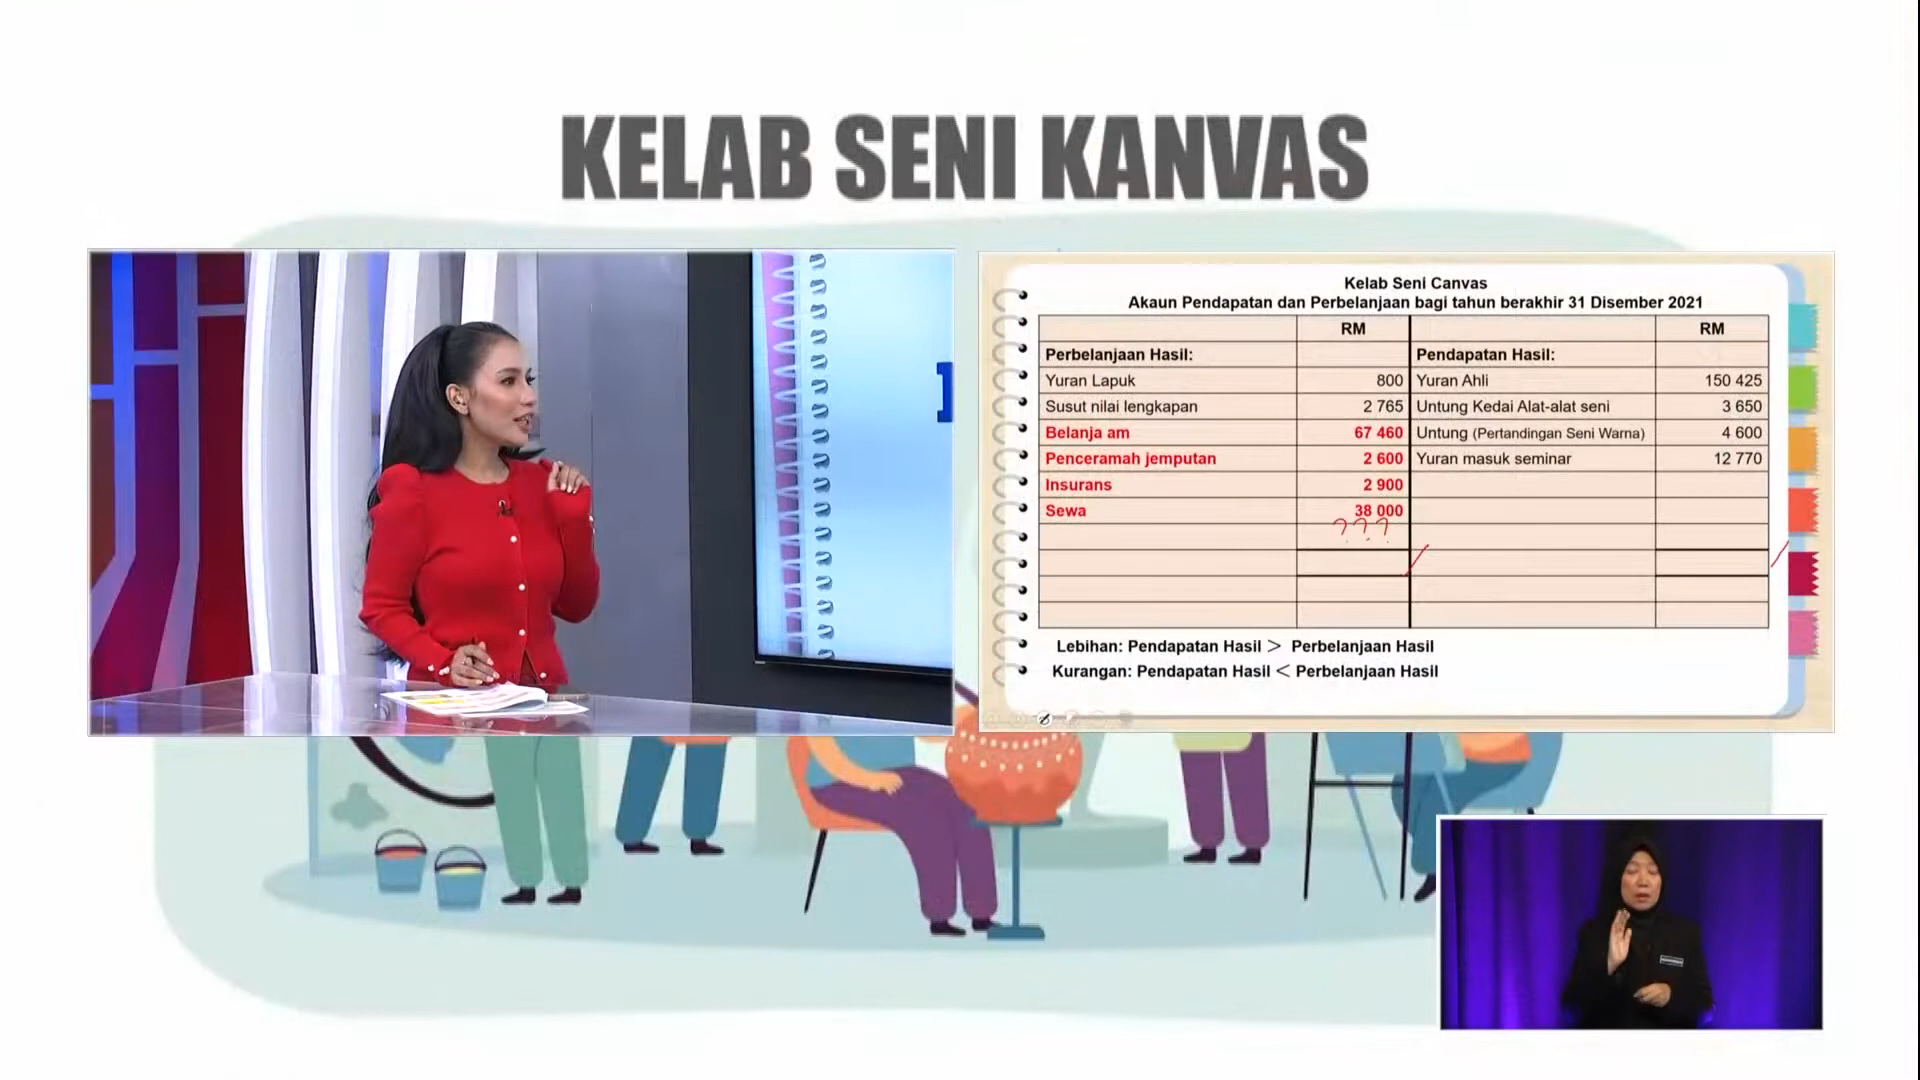 KELAB SENI KANVAS
Kelab Seni Canvas
Akaun Pendapatan dan Perbelanjaan bagi tahun berakhir 31 Disember 2021
RM RM
Perbelanjaan Hasil: Pendapatan Hasil:
Yuran Lapuk 800 Yuran Ahli 150 425
Susut nilai lengkapan 2 765 Untung Kedai Alat-alat seni 3 650
Belanja am 67 460 Untung (Pertandingan Seni Warna) 4 600
Penceramah jemputan 2 600 Yuran masuk seminar 12 770
Insurans 2 900
Sewa 38 000
???
Lebihan: Pendapatan Hasil > Perbelanjaan Hasil
Kurangan: Pendapatan Hasil < Perbelanjaan Hasil